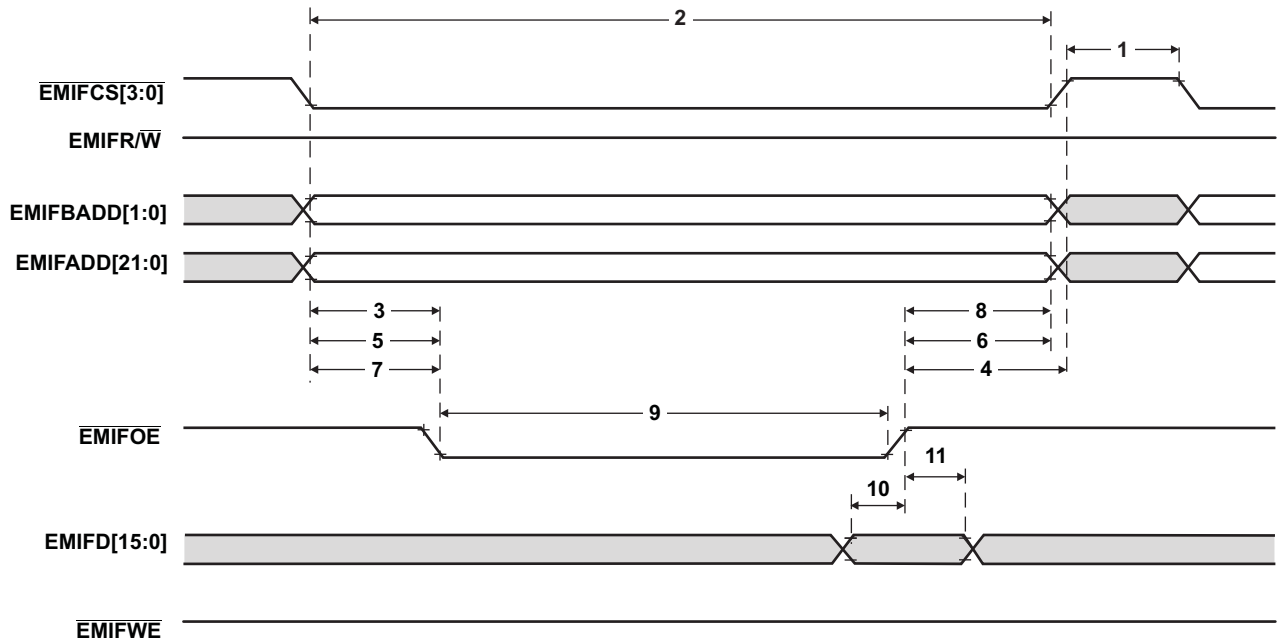 2
1
EMIFCS[3:0]
EMIFR/W
EMIFBADD[1:0]
EMIFADD[21:0]
3 8
5 6
7 4
9
EMIFOE
11
10
EMIFD[15:0]
EMIFWE